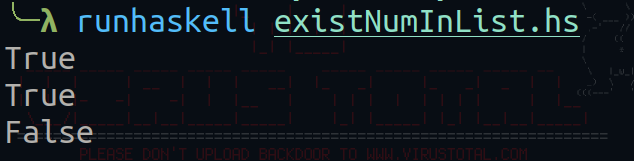 λ runhaskell existNumInList.hs
True
True
False
PLEASE DON'T UPLOAD BACKDOOR TO WWW.VIRUSTOTAL.COM